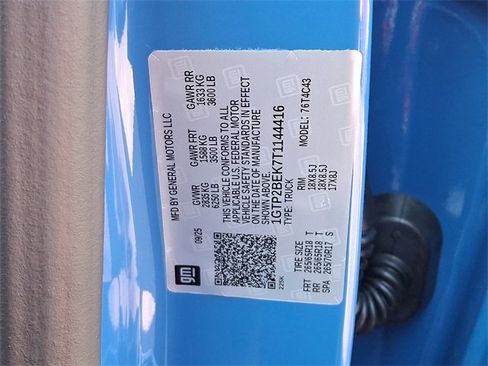 MFD BY GENERAL MOTORS LLC
09/25
GVWR GAWR FRT GAWR RR
2835 KG 1588 KG 1633 KG
6250 LB 3500 LB 3600 LB
THIS VEHICLE CONFORMS TO ALL
APPLICABLE U.S. FEDERAL MOTOR
VEHICLE SAFETY STANDARDS IN EFFECT
ON THE DATE OF MANUFACTURE
SHOWN ABOVE.
1GTP2BEK7T1144416
TYPE: TRUCK MODEL: 76T4C43
TIRE SIZE RIM
FRT 265/65R18 T 18X8.5J
RR 265/65R18 T 18X8.5J
SPA 265/70R17 S 17X8J
gm
22SK